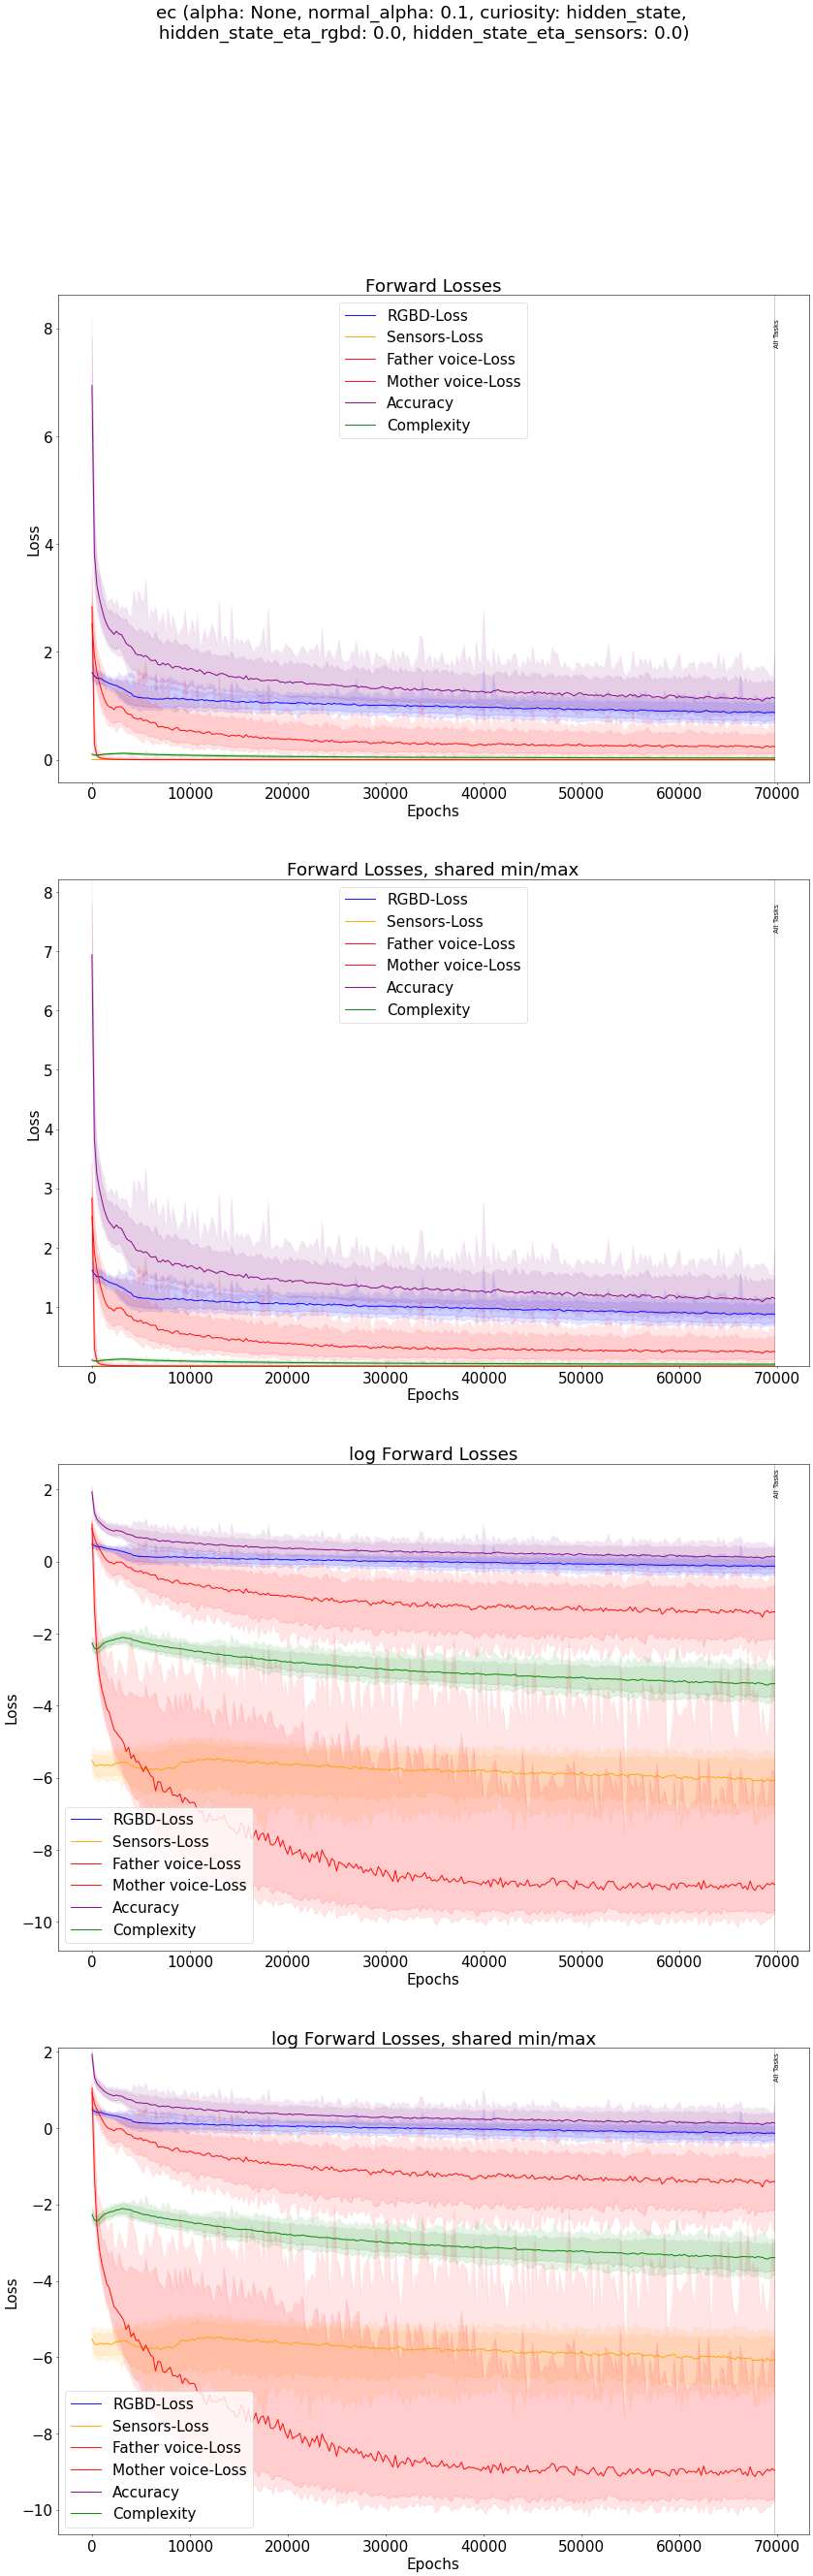 ec (alpha: None, normal_alpha: 0.1, curiosity: hidden_state,
hidden_state_eta_rgbd: 0.0, hidden_state_eta_sensors: 0.0)
Forward Losses
RGBD-Loss
Sensors-Loss
Father voice-Loss
Mother voice-Loss
Accuracy
Complexity
All Tasks
Loss
8
6
4
2
0
0 10000 20000 30000 40000 50000 60000 70000
Epochs
Forward Losses, shared min/max
RGBD-Loss
Sensors-Loss
Father voice-Loss
Mother voice-Loss
Accuracy
Complexity
All Tasks
Loss
8
7
6
5
4
3
2
1
0 10000 20000 30000 40000 50000 60000 70000
Epochs
log Forward Losses
All Tasks
Loss
2
0
−2
−4
−6
−8
−10
RGBD-Loss
Sensors-Loss
Father voice-Loss
Mother voice-Loss
Accuracy
Complexity
0 10000 20000 30000 40000 50000 60000 70000
Epochs
log Forward Losses, shared min/max
All Tasks
Loss
2
0
−2
−4
−6
−8
−10
RGBD-Loss
Sensors-Loss
Father voice-Loss
Mother voice-Loss
Accuracy
Complexity
0 10000 20000 30000 40000 50000 60000 70000
Epochs